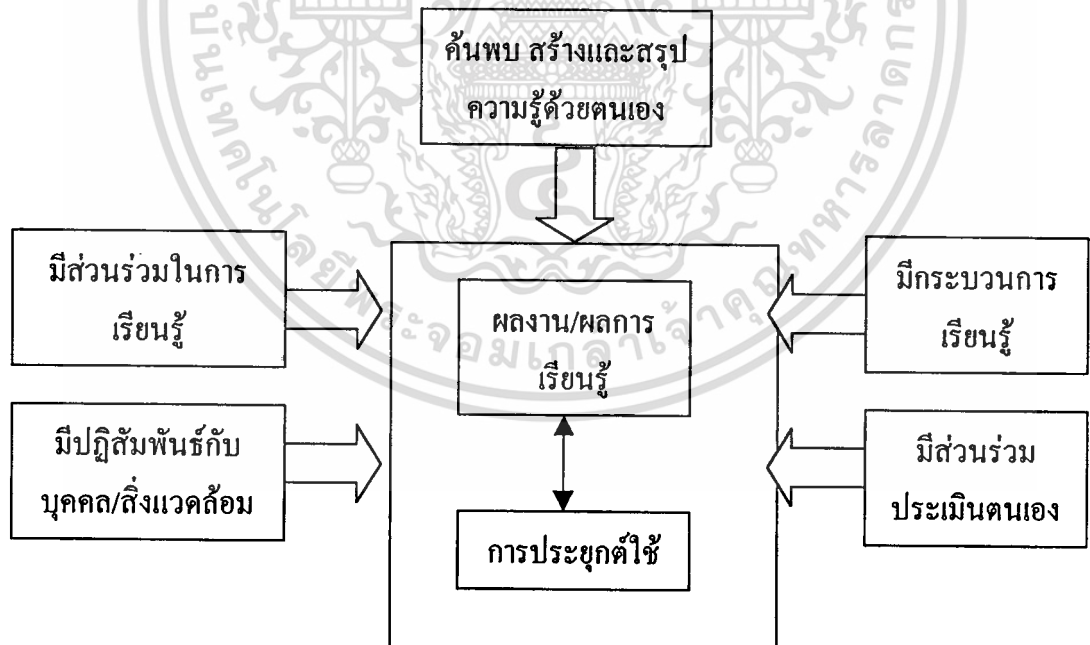 ค้นพบ สร้างและสรุป
ความรู้ด้วยตนเอง
มีส่วนร่วมในการ
เรียนรู้
ผลงาน/ผลการ
เรียนรู้
มีกระบวนการ
เรียนรู้
มีปฏิสัมพันธ์กับ
บุคคล/สิ่งแวดล้อม
มีส่วนร่วม
ประเมินตนเอง
การประยุกต์ใช้